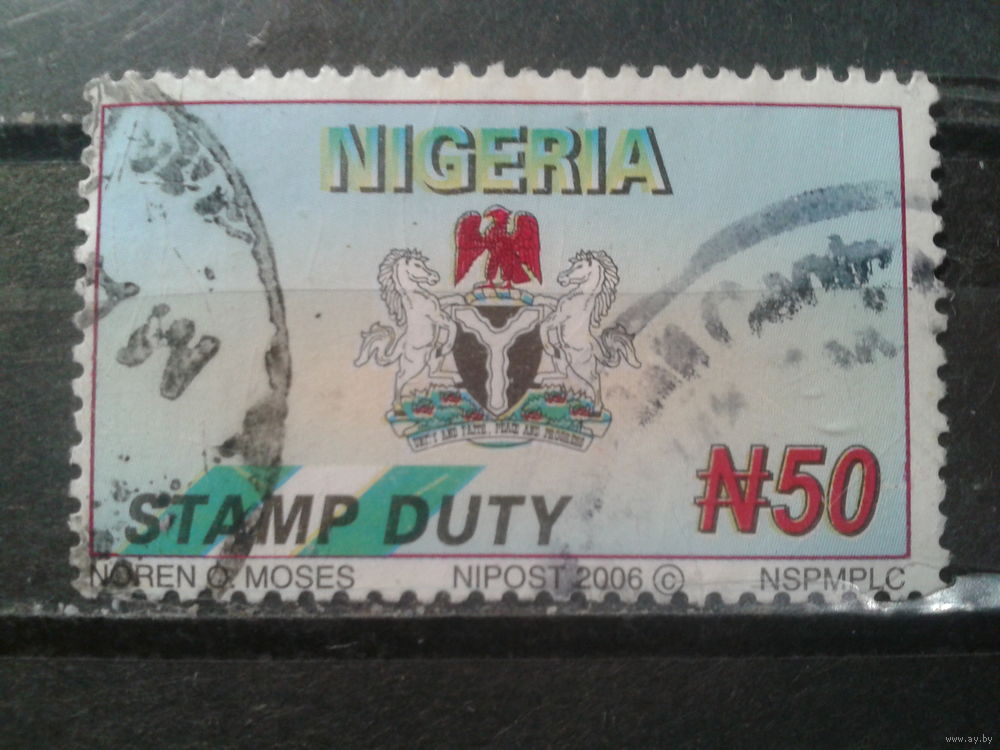 NIGERIA
UNITY AND FAITH, PEACE AND PROGRESS
STAMP DUTY
₦50
NOREN O. MOSES NIPOST 2006 © NSPMPLC
www.ay.by